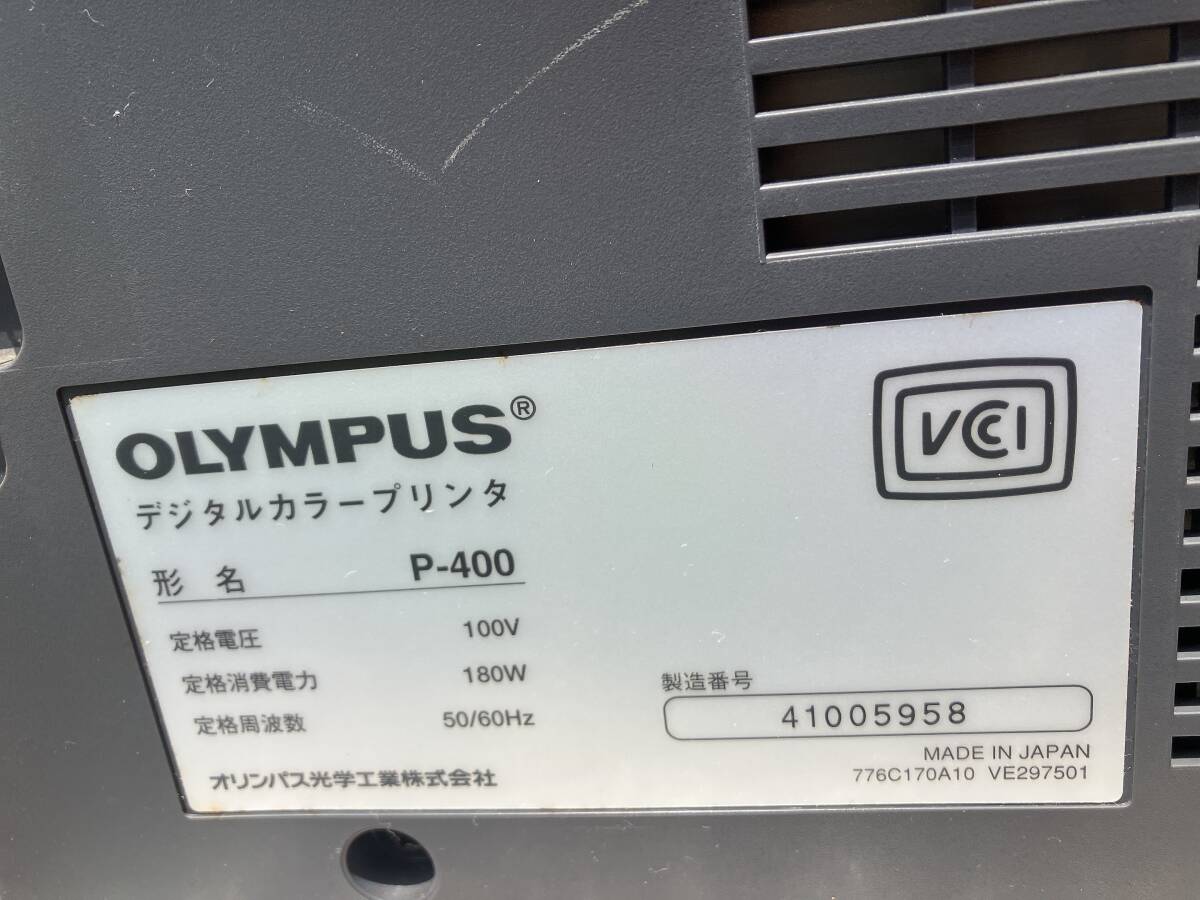 OLYMPUS®
デジタルカラープリンタ
形 名 P-400
定格電圧 100V
定格消費電力 180W
定格周波数 50/60Hz
オリンパス光学工業株式会社
VCCI
製造番号
41005958
MADE IN JAPAN
776C170A10 VE297501